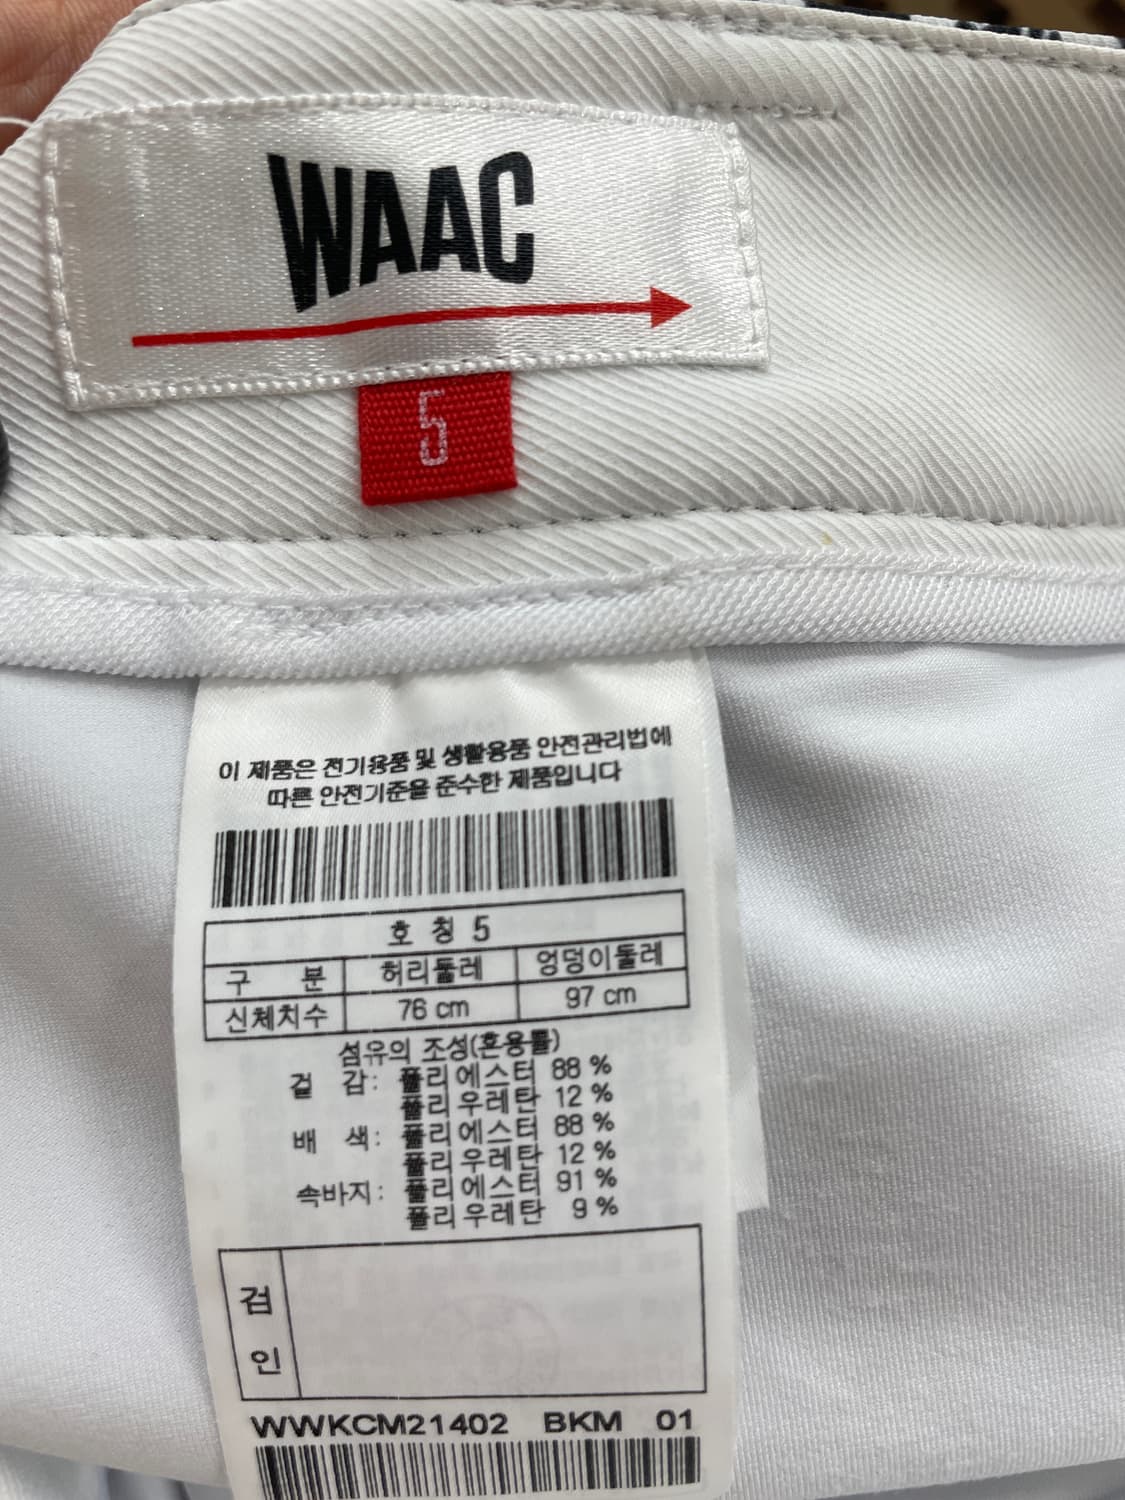 WAAC
5
이 제품은 전기용품 및 생활용품 안전관리법에
따른 안전기준을 준수한 제품입니다
호 칭 5
구 분 허리둘레 엉덩이둘레
신체치수 76 cm 97 cm
섬유의 조성(혼용률)
겉 감: 폴리에스터 88 %
폴리우레탄 12 %
배 색: 폴리에스터 88 %
폴리우레탄 12 %
속바지: 폴리에스터 91 %
폴리우레탄 9 %
검
인
WWKCM21402 BKM 01